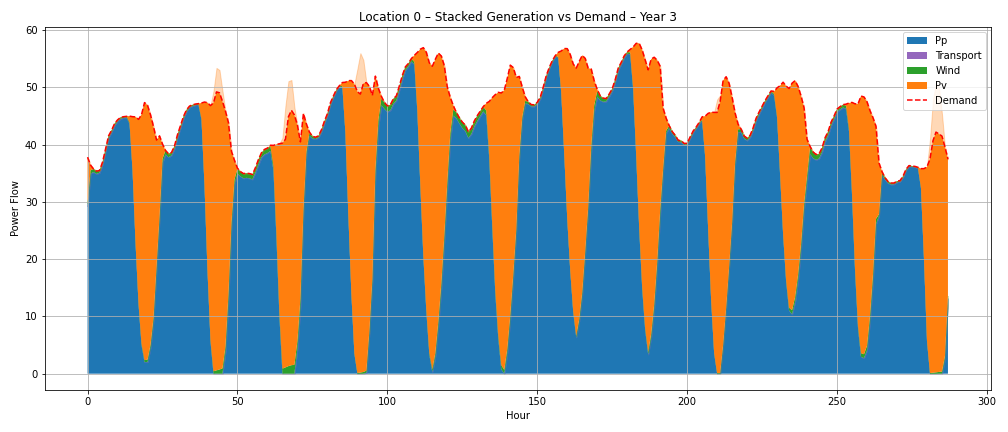 Location 0 – Stacked Generation vs Demand – Year 3
60
50
40
30
20
10
0
Power Flow
Pp
Transport
Wind
Pv
Demand
0
50
100
150
200
250
300
Hour